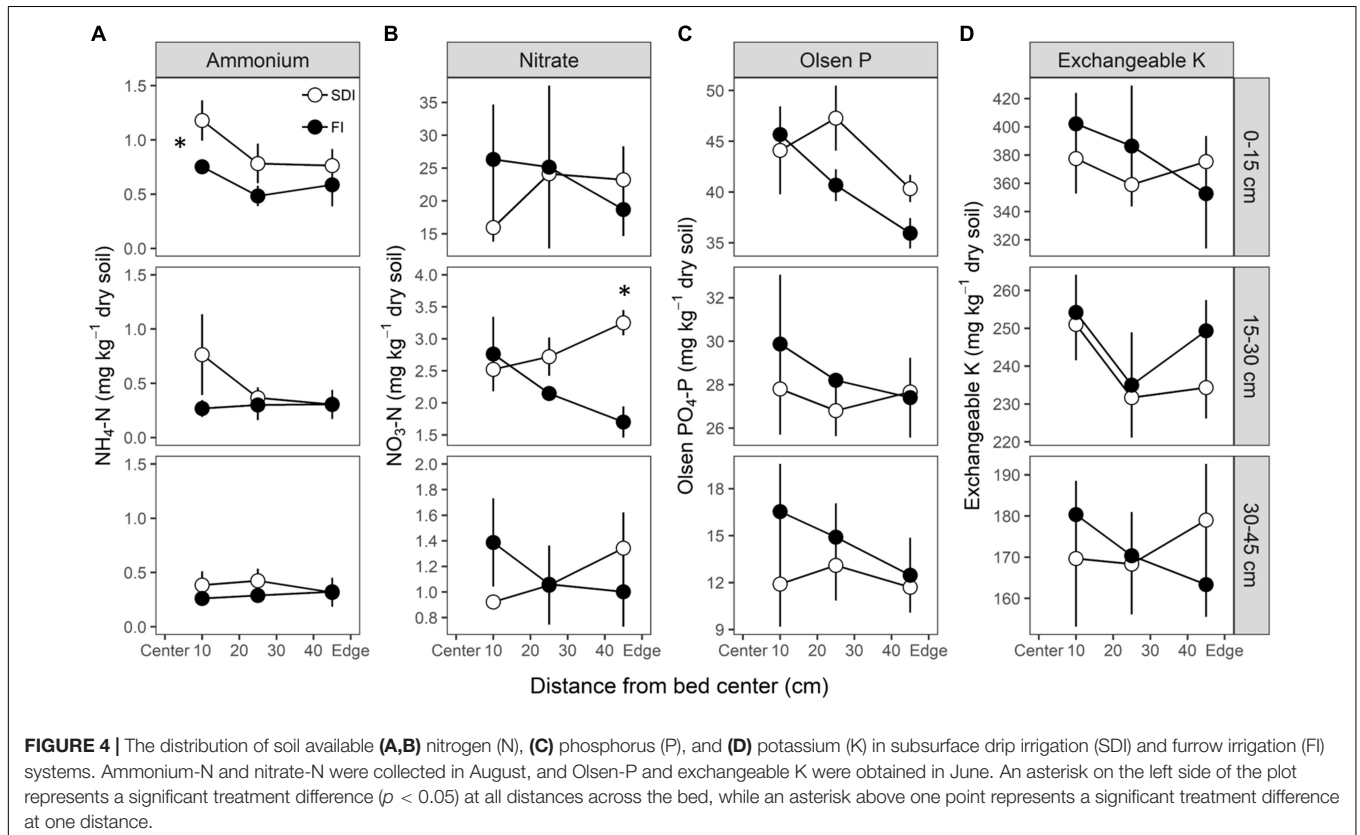 A
B
C
D
Ammonium
Nitrate
Olsen P
Exchangeable K
SDI
FI
*
*
NH4-N (mg kg−1 dry soil)
1.5
1.0
0.5
0.0
1.5
1.0
0.5
0.0
1.5
1.0
0.5
0.0
NO3-N (mg kg−1 dry soil)
35
30
25
20
15
4.0
3.5
3.0
2.5
2.0
1.5
2.0
1.8
1.6
1.4
1.2
1.0
0.8
Olsen PO4-P (mg kg−1 dry soil)
50
45
40
35
32
30
28
26
18
15
12
9
Exchangeable K (mg kg−1 dry soil)
420
400
380
360
340
320
260
250
240
230
220
190
180
170
160
0-15 cm
15-30 cm
30-45 cm
Center 10 20 30 40 Edge
Center 10 20 30 40 Edge
Center 10 20 30 40 Edge
Center 10 20 30 40 Edge
Distance from bed center (cm)
FIGURE 4 | The distribution of soil available (A,B) nitrogen (N), (C) phosphorus (P), and (D) potassium (K) in subsurface drip irrigation (SDI) and furrow irrigation (FI)
systems. Ammonium-N and nitrate-N were collected in August, and Olsen-P and exchangeable K were obtained in June. An asterisk on the left side of the plot
represents a significant treatment difference (p < 0.05) at all distances across the bed, while an asterisk above one point represents a significant treatment difference
at one distance.